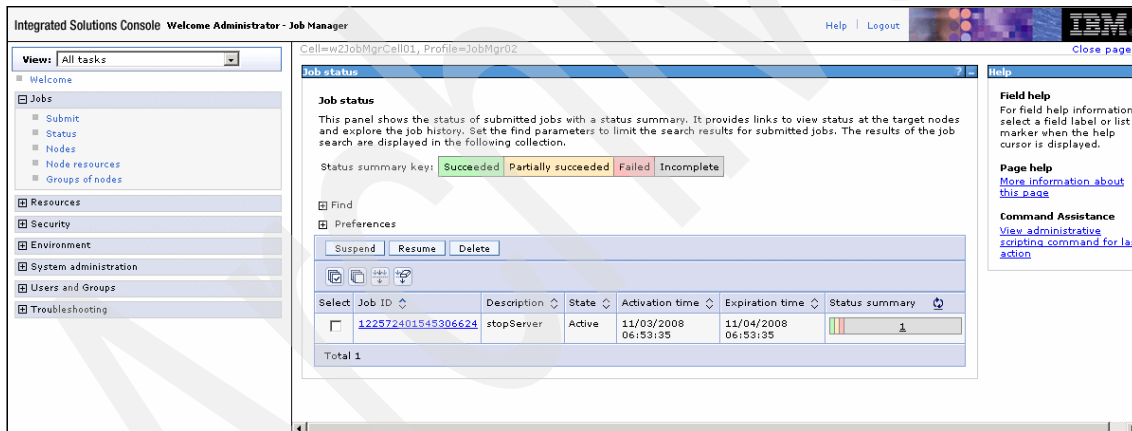 Integrated Solutions Console Welcome Administrator - Job Manager
Help | Logout
IBM.
Cell=w2JobMgrCell01, Profile=JobMgr02
Close page
View: All tasks
Welcome
Jobs
Submit
Status
Nodes
Node resources
Groups of nodes
Resources
Security
Environment
System administration
Users and Groups
Troubleshooting
Job status
? -
Job status
This panel shows the status of submitted jobs with a status summary. It provides links to view status at the target nodes
and explore the job history. Set the find parameters to limit the search results for submitted jobs. The results of the job
search are displayed in the following collection.
Status summary key: Succeeded Partially succeeded Failed Incomplete
Find
Preferences
Suspend Resume Delete
Select Job ID Description State Activation time Expiration time Status summary
122572401545306624 stopServer Active 11/03/2008 06:53:35 11/04/2008 06:53:35 1
Total 1
Help
Field help
For field help information
select a field label or list
marker when the help
cursor is displayed.
Page help
More information about
this page
Command Assistance
View administrative
scripting command for la
action